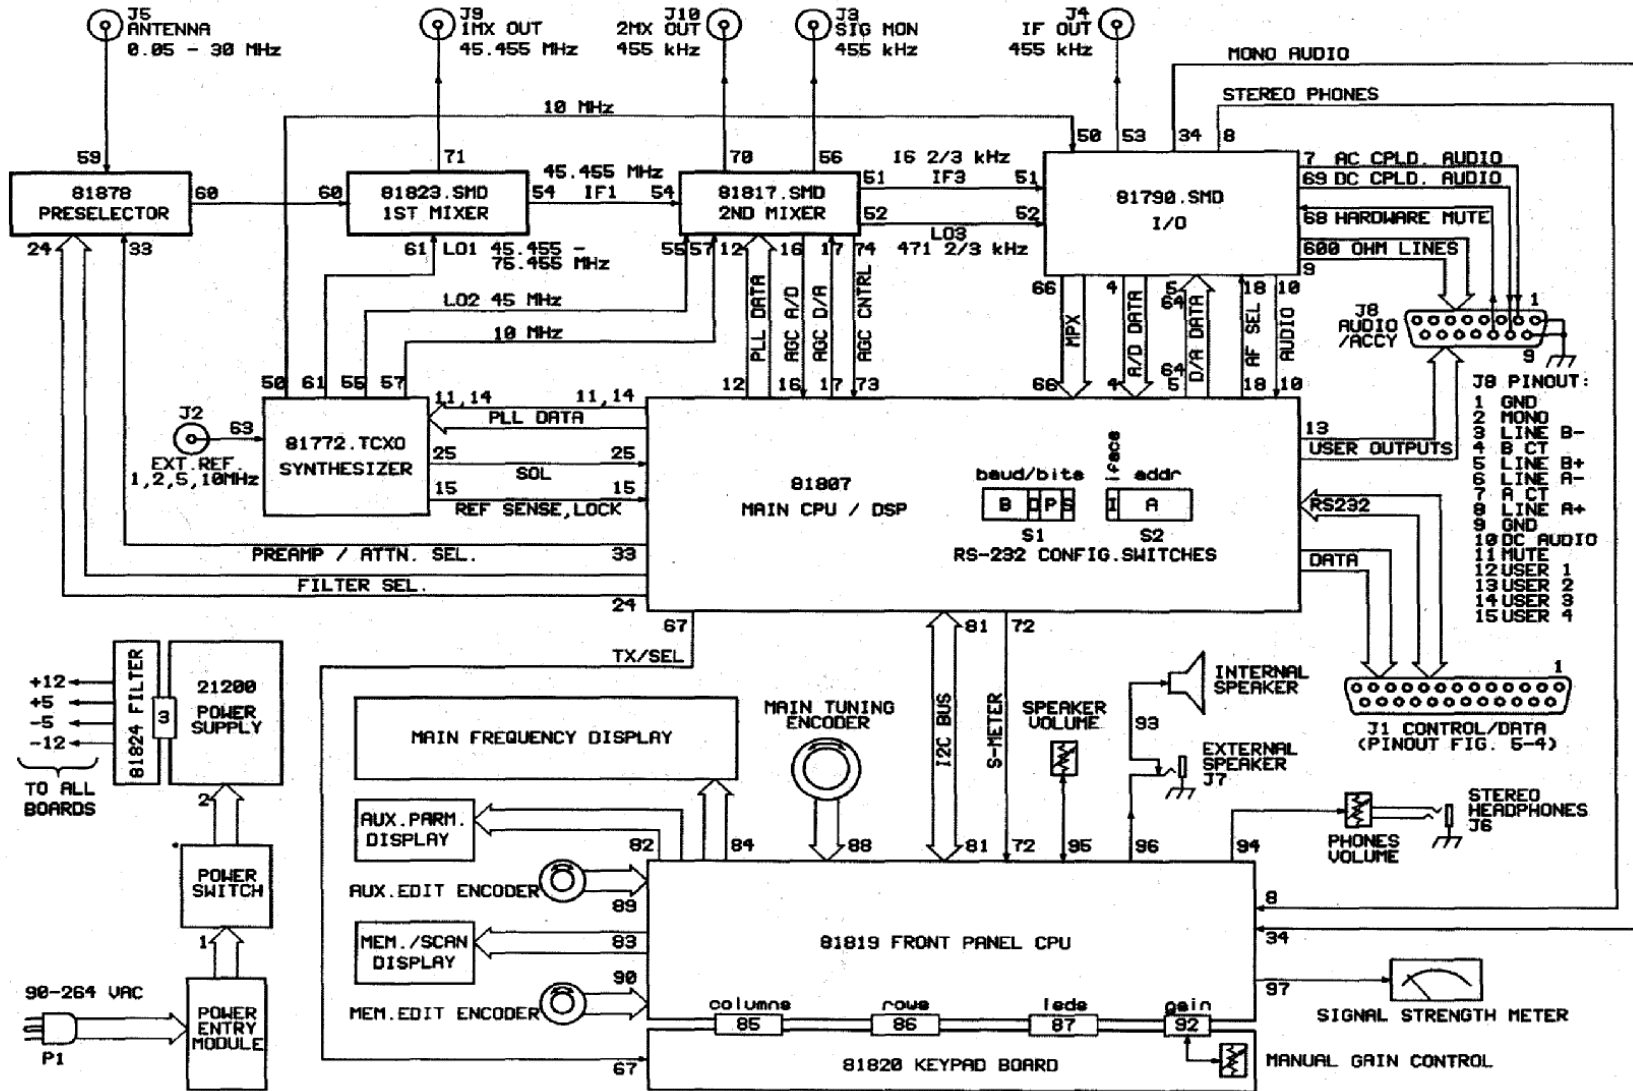 J5
ANTENNA
0.05 - 30 MHz
J9
1MX OUT
45.455 MHz
J10
2MX OUT
455 kHz
J3
SIG MON
455 kHz
J4
IF OUT
455 kHz
MONO AUDIO
STEREO PHONES
10 MHz
59
71
70
56
50
53
34
8
81878
PRESELECTOR
60
60
81823.SMD
1ST MIXER
45.455 MHz
54
IF1
54
81817.SMD
2ND MIXER
16 2/3 kHz
51
IF3
51
52
LO3
52
471 2/3 kHz
81790.SMD
I/O
7 AC CPLD. AUDIO
69 DC CPLD. AUDIO
68 HARDWARE MUTE
600 OHM LINES
9
24
33
61
LO1 45.455 -
75.455 MHz
55
57
12
16
17
74
LO2 45 MHz
10 MHz
PLL DATA
AGC A/D
AGC D/A
AGC CNTRL
66
4
5
64
18
10
MPX
A/D DATA
D/A DATA
AF SEL
AUDIO
J8
AUDIO
/ACCY
1
9
50
61
55
57
12
16
17
73
66
4
64
5
18
10
J2
63
EXT.REF.
1,2,5,10MHz
81772.TCXO
SYNTHESIZER
11,14
11,14
PLL DATA
25
SOL
25
15
REF SENSE,LOCK
15
81807
MAIN CPU / DSP
baud/bits
B D P S
S1
iface
addr
I A
S2
RS-232 CONFIG.SWITCHES
13
USER OUTPUTS
RS232
DATA
J8 PINOUT:
1 GND
2 MONO
3 LINE B-
4 B CT
5 LINE B+
6 LINE A-
7 A CT
8 LINE A+
9 GND
10 DC AUDIO
11 MUTE
12 USER 1
13 USER 2
14 USER 3
15 USER 4
PREAMP / ATTN. SEL.
33
FILTER SEL.
24
67
TX/SEL
81
72
1
J1 CONTROL/DATA
(PINOUT FIG. 5-4)
+12
+5
-5
-12
TO ALL
BOARDS
81824 FILTER
3
21200
POWER
SUPPLY
2
POWER
SWITCH
1
90-264 VAC
P1
POWER
ENTRY
MODULE
MAIN FREQUENCY DISPLAY
MAIN TUNING
ENCODER
I2C BUS
S-METER
SPEAKER
VOLUME
93
INTERNAL
SPEAKER
EXTERNAL
SPEAKER
J7
PHONES
VOLUME
STEREO
HEADPHONES
J6
AUX.PARM.
DISPLAY
82
84
88
81
72
95
96
94
AUX.EDIT ENCODER
89
MEM./SCAN
DISPLAY
83
90
MEM.EDIT ENCODER
81819 FRONT PANEL CPU
8
34
97
SIGNAL STRENGTH METER
columns
85
rows
86
leds
87
gain
92
67
81820 KEYPAD BOARD
MANUAL GAIN CONTROL